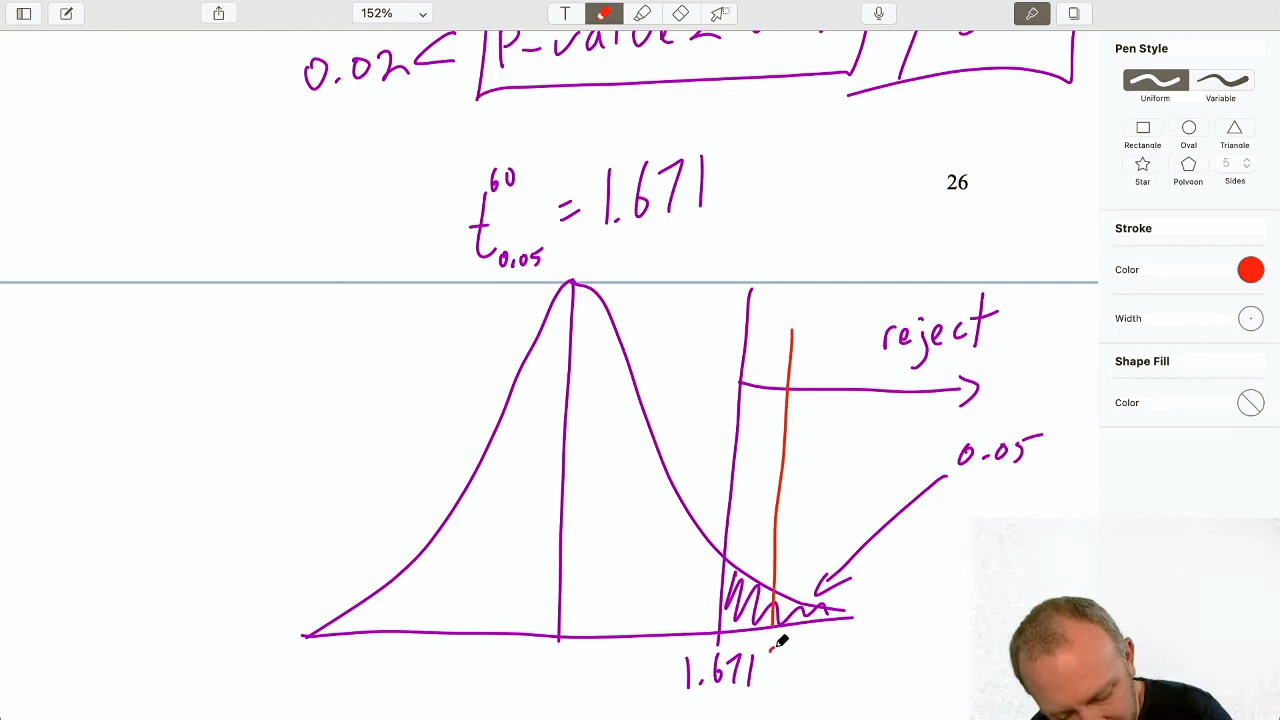 152%
T
0.02<
t 60 0.05 = 1.671
26
reject
0.05
1.671
Pen Style
Uniform
Variable
Rectangle
Oval
Triangle
Star
Polygon
5
Sides
Stroke
Color
Width
Shape Fill
Color